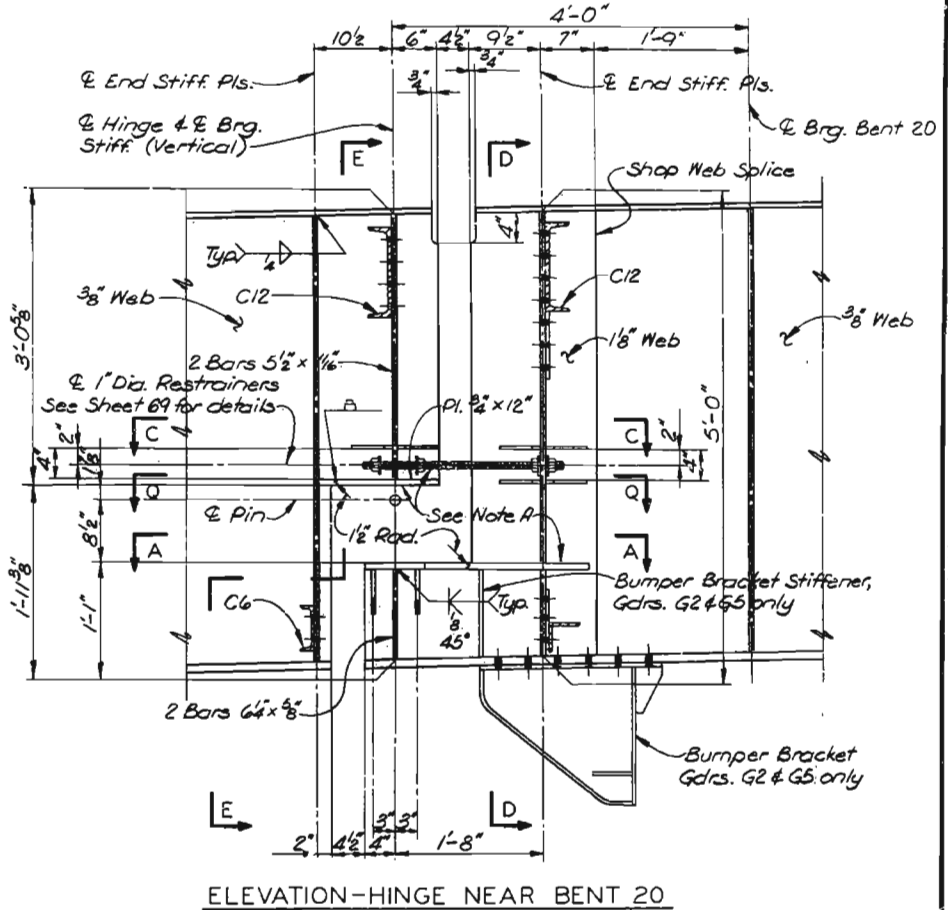 4'-0"
10½ 6" 4½" 9½" 7" 1'-9"
¾" ¾"
℄ End Stiff. Pls.
℄ End Stiff. Pls.
℄ Hinge & ℄ Brg.
Stiff. (Vertical)
℄ Brg. Bent 20
E D
Shop Web Splice
4"
Typ. ¼
C12
C12
⅜" Web
⅜" Web
1⅛" Web
3'-0⅝"
2 Bars 5½" x 1/16"
℄ 1" Dia. Restrainers
See Sheet 69 for details
Pl. ¾" x 12"
5'-0"
C C
2" 2"
4" 4"
1⅞"
Q Q
℄ Pin
See Note A
8½"
1½" Rad.
A A
Bumper Bracket Stiffener,
Gdrs. G2 & G5 only
1'-11⅜"
1'-1"
C6
Typ.
⅛
45°
2 Bars 6¼" x ⅝"
Bumper Bracket
Gdrs. G2 & G5 only
E D
3" 3"
2" 4½" 4" 1'-8"
ELEVATION-HINGE NEAR BENT 20